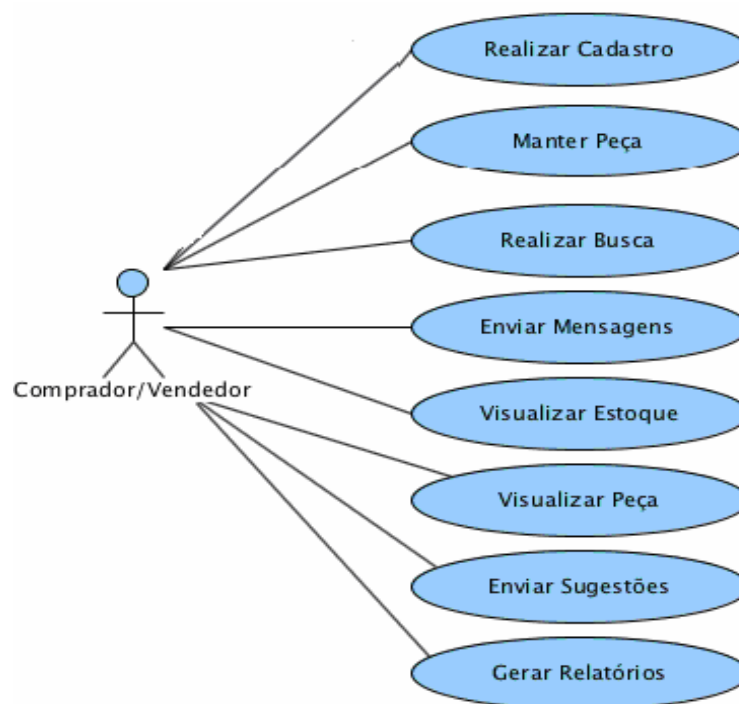 Realizar Cadastro
Manter Peça
Realizar Busca
Enviar Mensagens
Comprador/Vendedor
Visualizar Estoque
Visualizar Peça
Enviar Sugestões
Gerar Relatórios